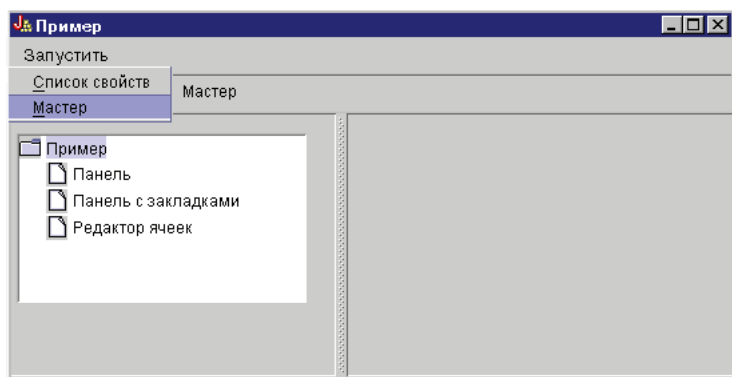 Пример
Запустить
Список свойств
Мастер
Мастер
Пример
Панель
Панель с закладками
Редактор ячеек